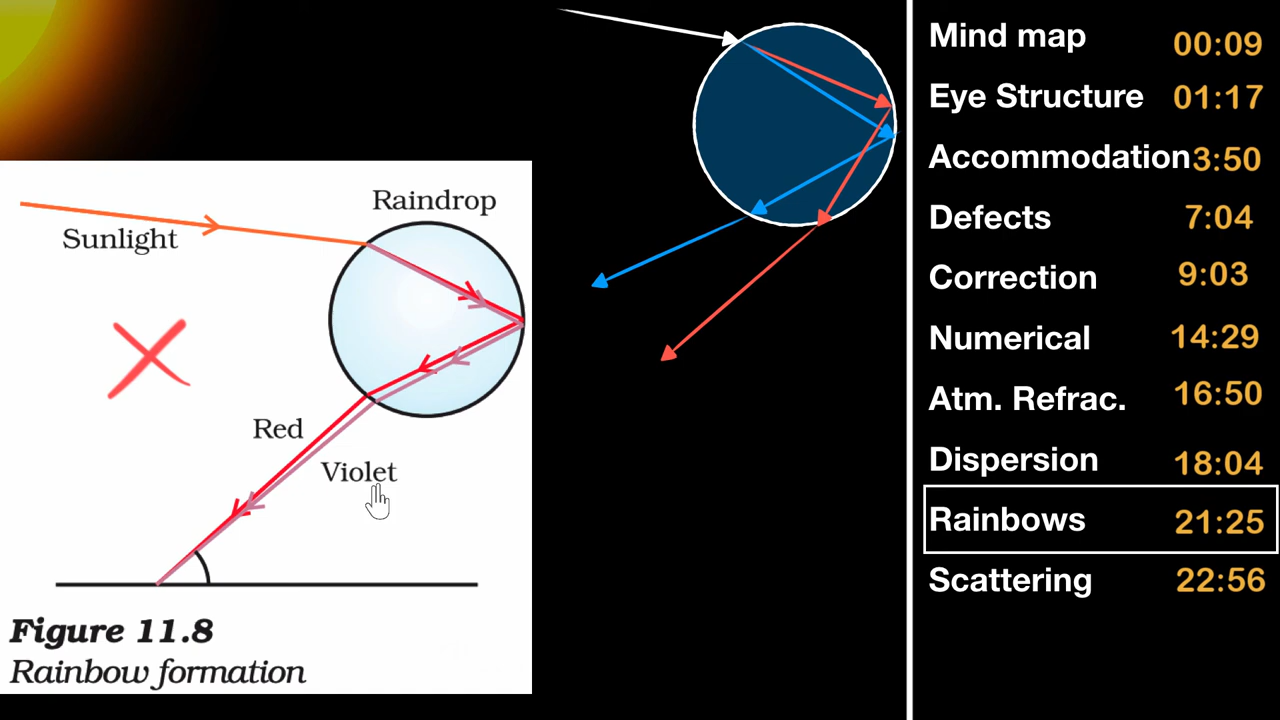 Raindrop
Sunlight
Red
Violet
Figure 11.8
Rainbow formation
Mind map 00:09
Eye Structure 01:17
Accommodation 3:50
Defects 7:04
Correction 9:03
Numerical 14:29
Atm. Refrac. 16:50
Dispersion 18:04
Rainbows 21:25
Scattering 22:56